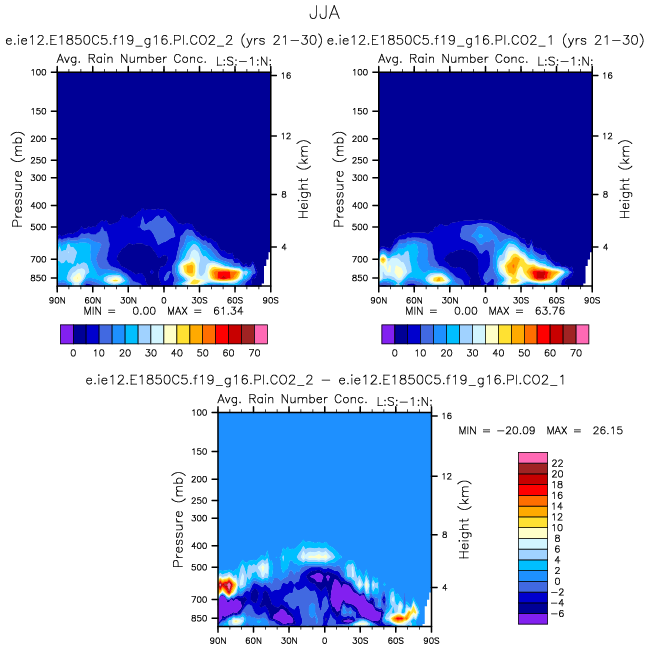 JJA
e.ie12.E1850C5.f19_g16.PI.CO2_2 (yrs 21-30) e.ie12.E1850C5.f19_g16.PI.CO2_1 (yrs 21-30)
Avg. Rain Number Conc. L:S:-1:N: Avg. Rain Number Conc. L:S:-1:N:
Pressure (mb)
100
150
200
250
300
400
500
700
850
16
12
8
4
Height (km)
90N 60N 30N 0 30S 60S 90S
MIN = 0.00 MAX = 61.34
0 10 20 30 40 50 60 70
Pressure (mb)
100
150
200
250
300
400
500
700
850
16
12
8
4
Height (km)
90N 60N 30N 0 30S 60S 90S
MIN = 0.00 MAX = 63.76
0 10 20 30 40 50 60 70
e.ie12.E1850C5.f19_g16.PI.CO2_2 - e.ie12.E1850C5.f19_g16.PI.CO2_1
Avg. Rain Number Conc. L:S:-1:N:
Pressure (mb)
100
150
200
250
300
400
500
700
850
16
12
8
4
Height (km)
90N 60N 30N 0 30S 60S 90S
MIN = -20.09 MAX = 26.15
22
20
18
16
14
12
10
8
6
4
2
0
-2
-4
-6